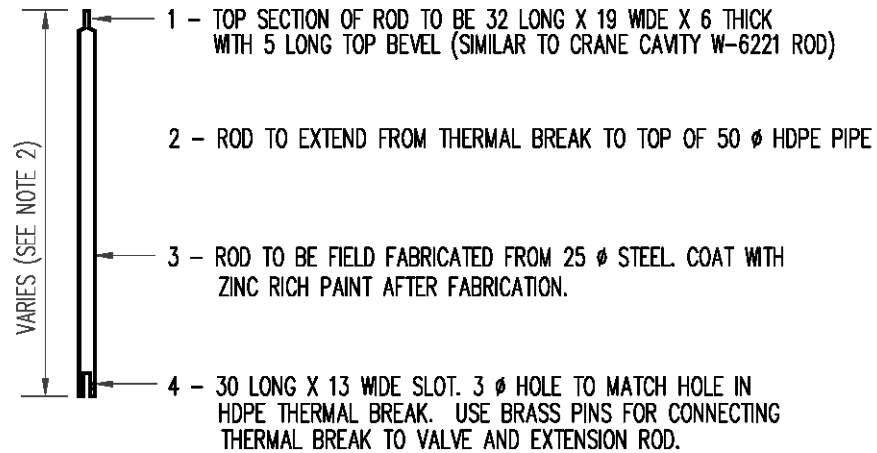 1 - TOP SECTION OF ROD TO BE 32 LONG X 19 WIDE X 6 THICK
WITH 5 LONG TOP BEVEL (SIMILAR TO CRANE CAVITY W-6221 ROD)
2 - ROD TO EXTEND FROM THERMAL BREAK TO TOP OF 50 ø HDPE PIPE
VARIES (SEE NOTE 2)
3 - ROD TO BE FIELD FABRICATED FROM 25 ø STEEL. COAT WITH
ZINC RICH PAINT AFTER FABRICATION.
4 - 30 LONG X 13 WIDE SLOT. 3 ø HOLE TO MATCH HOLE IN
HDPE THERMAL BREAK. USE BRASS PINS FOR CONNECTING
THERMAL BREAK TO VALVE AND EXTENSION ROD.